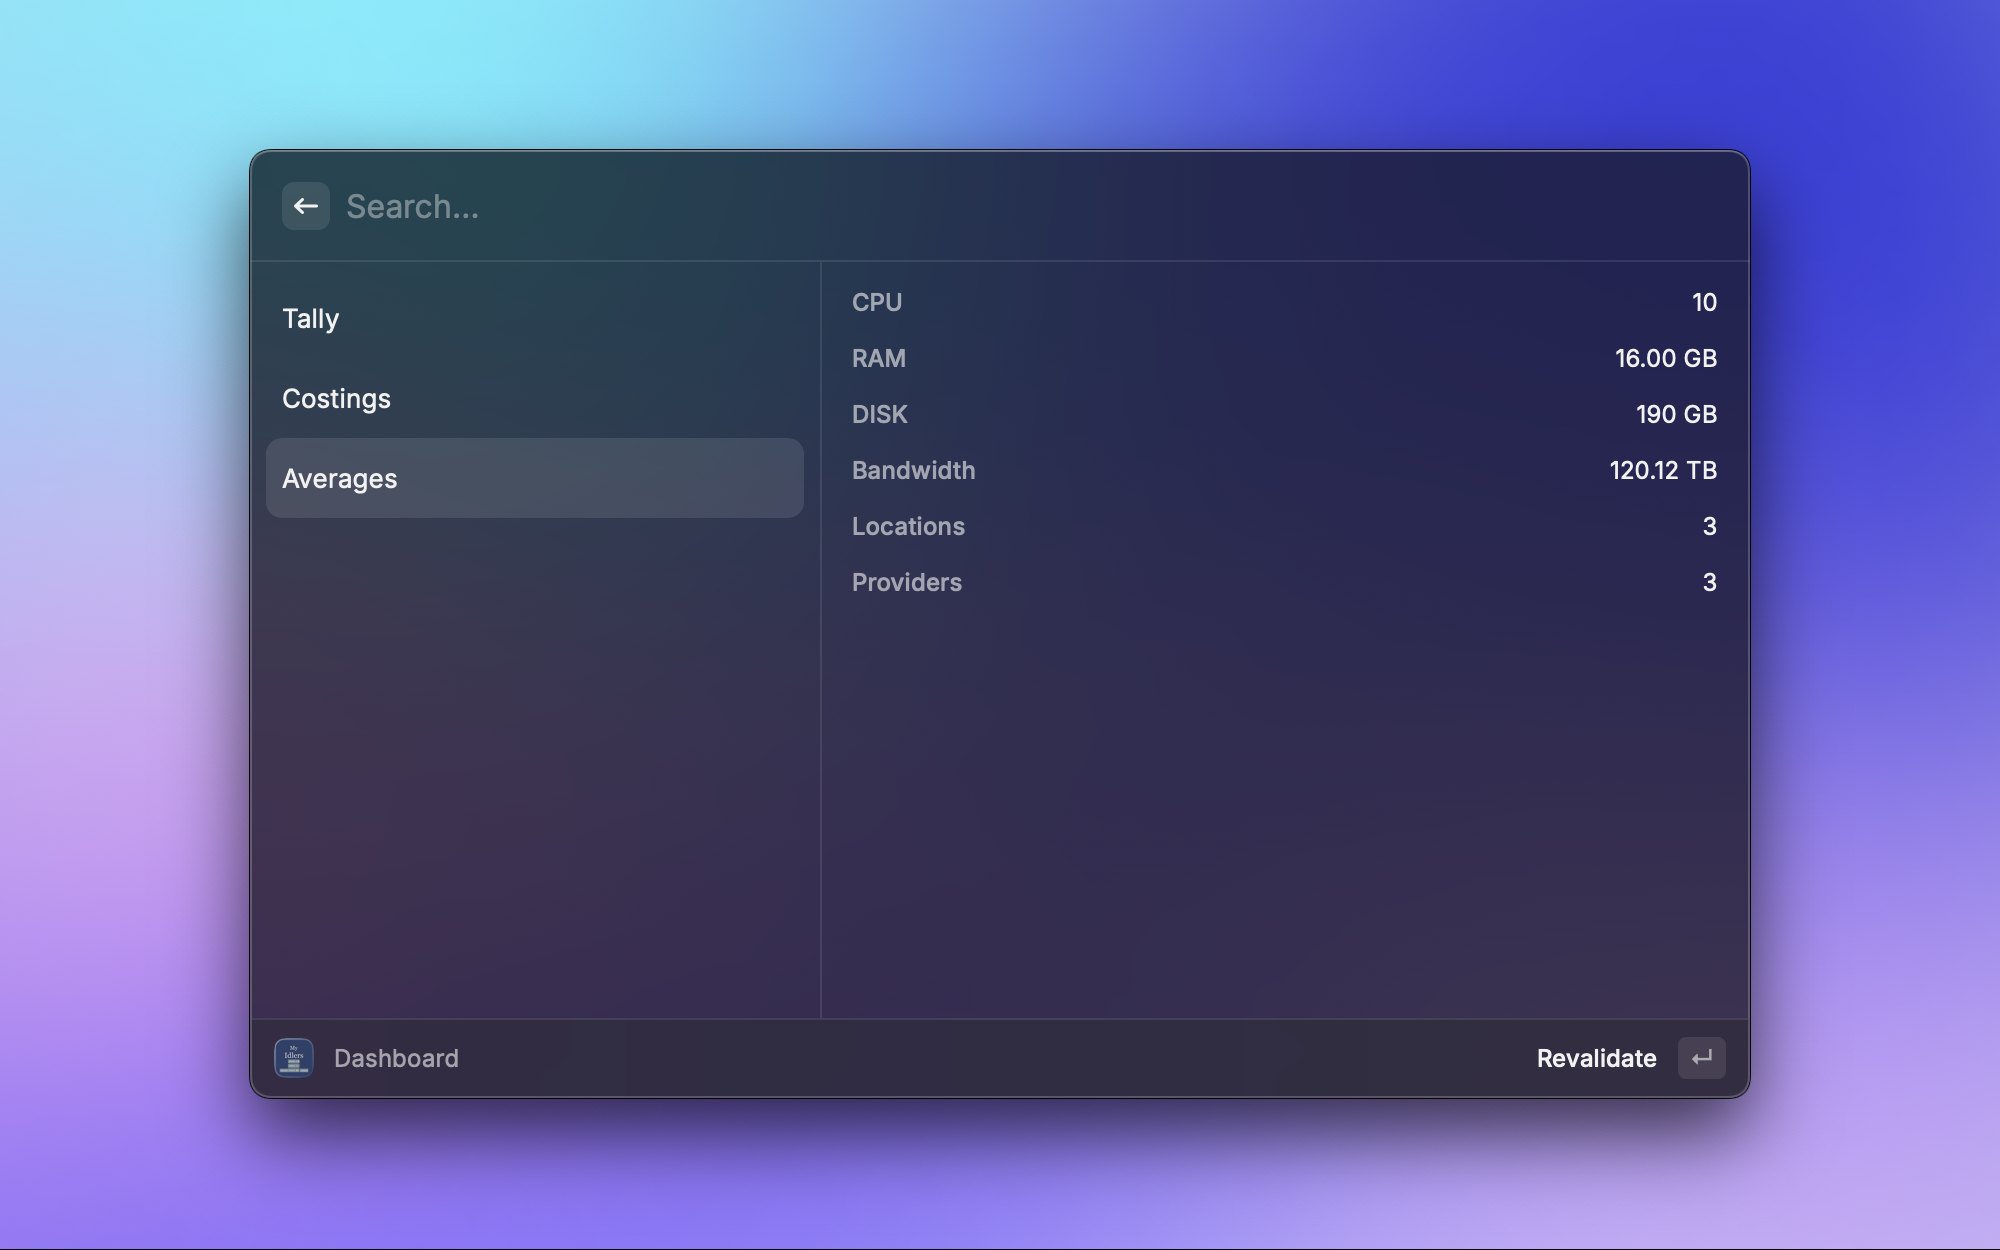 Search...
Tally
Costings
Averages
CPU 10
RAM 16.00 GB
DISK 190 GB
Bandwidth 120.12 TB
Locations 3
Providers 3
My
Idlers
Dashboard
Revalidate